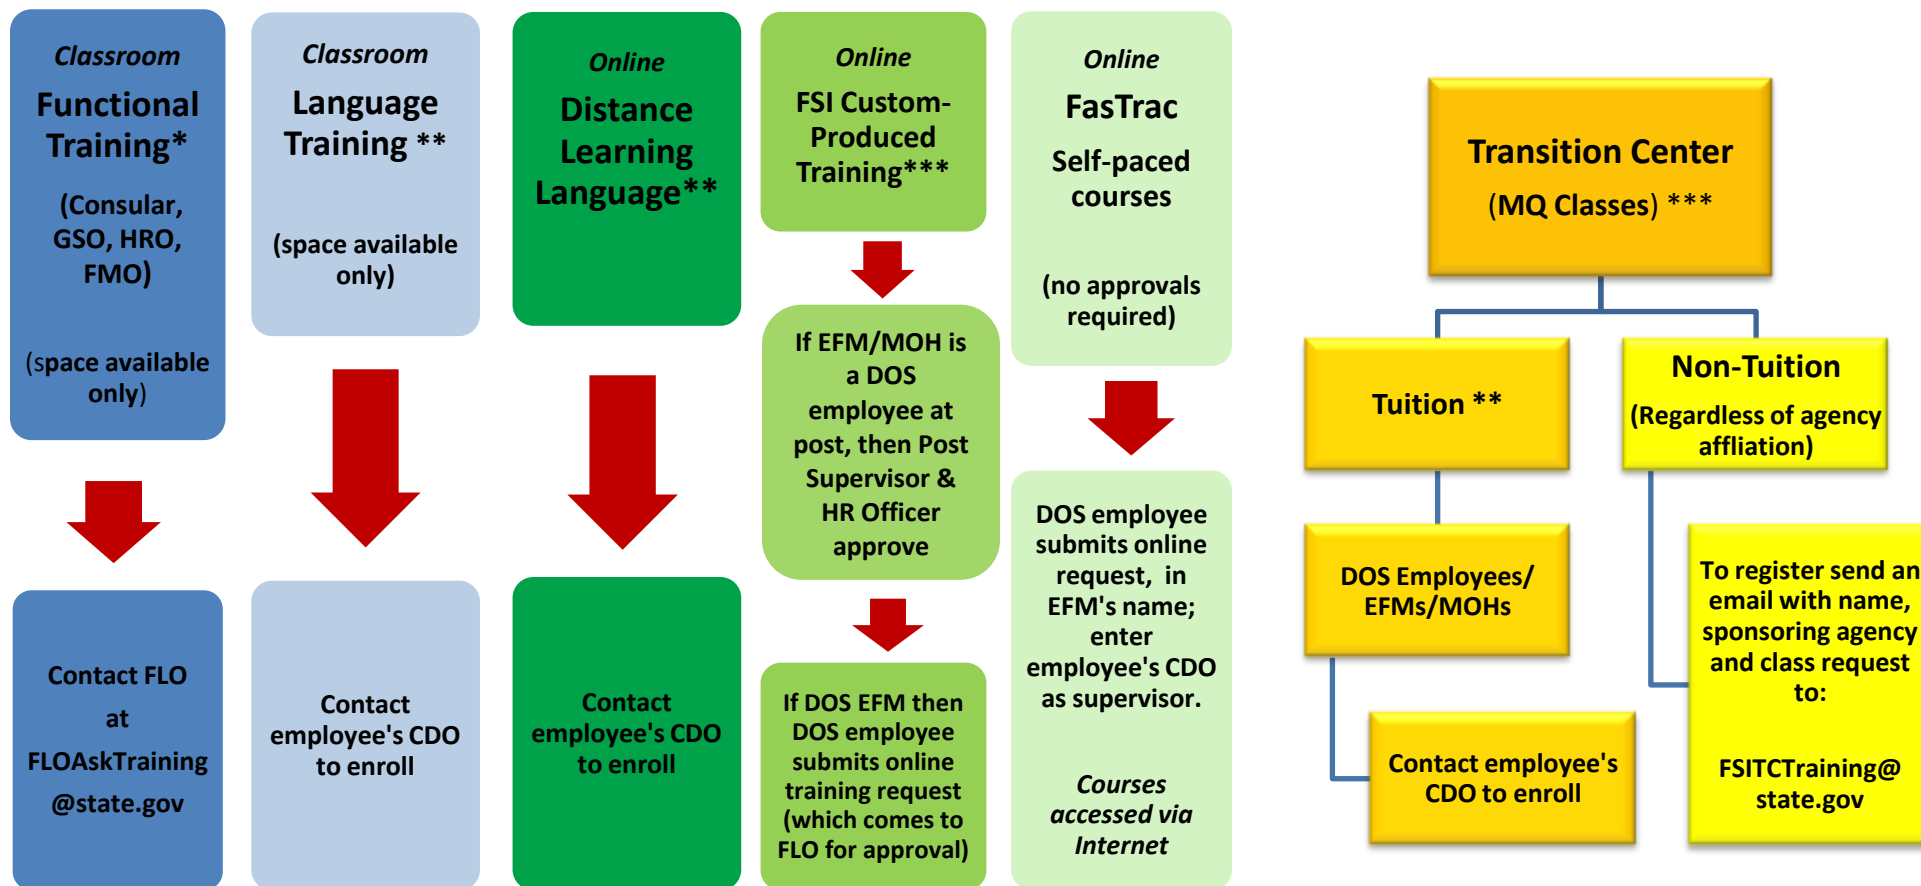 Classroom
Functional
Training*
(Consular,
GSO, HRO,
FMO)
(space available
only)
Contact FLO
at
FLOAskTraining
@state.gov
Classroom
Language
Training **
(space available
only)
Contact
employee's CDO
to enroll
Online
Distance
Learning
Language**
Contact
employee's CDO
to enroll
Online
FSI Custom-
Produced
Training***
If EFM/MOH is
a DOS
employee at
post, then Post
Supervisor &
HR Officer
approve
If DOS EFM then
DOS employee
submits online
training request
(which comes to
FLO for approval)
Online
FasTrac
Self-paced
courses
(no approvals
required)
DOS employee
submits online
request, in
EFM's name;
enter
employee's CDO
as supervisor.
Courses
accessed via
Internet
Transition Center
(MQ Classes) ***
Tuition **
DOS Employees/
EFMs/MOHs
Contact employee's
CDO to enroll
Non-Tuition
(Regardless of agency
affliation)
To register send an
email with name,
sponsoring agency
and class request
to:
FSITCTraining@
state.gov